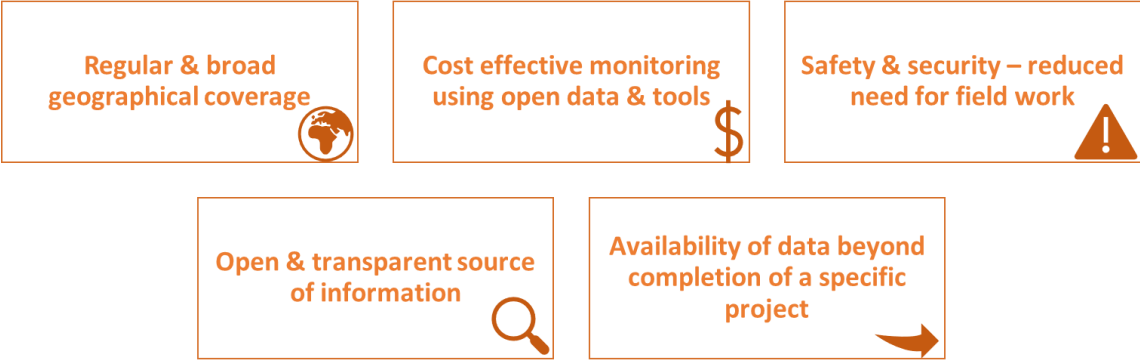 Regular & broad
geographical coverage
Cost effective monitoring
using open data & tools
$
Safety & security – reduced
need for field work
!
Open & transparent source
of information
Availability of data beyond
completion of a specific
project